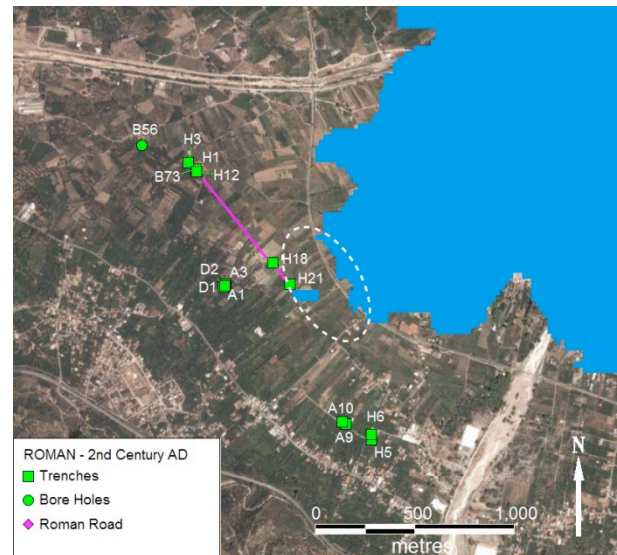 B56
H3
H1
B73
H12
H18
D2 A3
D1
A1
H21
A10
H6
A9
H5
ROMAN - 2nd Century AD
Trenches
Bore Holes
Roman Road
N
0 500 1,000
metres